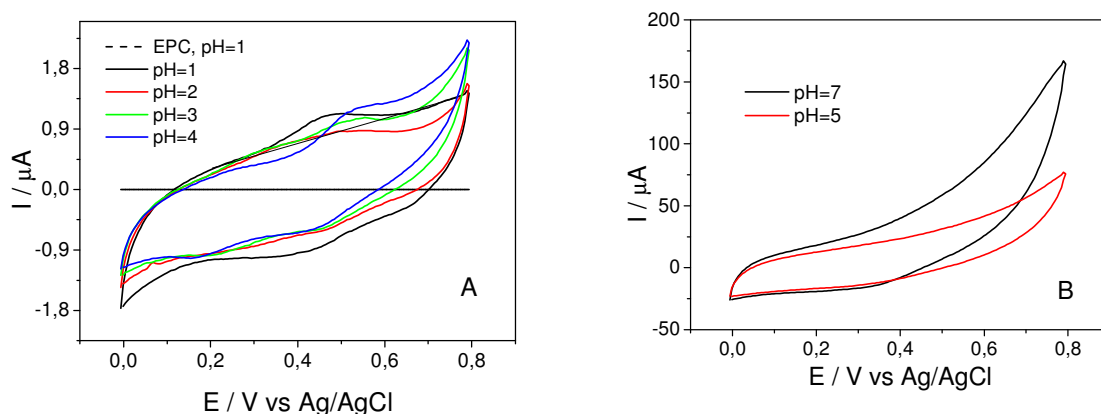 I / µA
1,8
0,9
0,0
-0,9
-1,8
EPC, pH=1
pH=1
pH=2
pH=3
pH=4
A
0,0 0,2 0,4 0,6 0,8
E / V vs Ag/AgCl
I / µA
200
150
100
50
0
-50
pH=7
pH=5
B
0,0 0,2 0,4 0,6 0,8
E / V vs Ag/AgCl